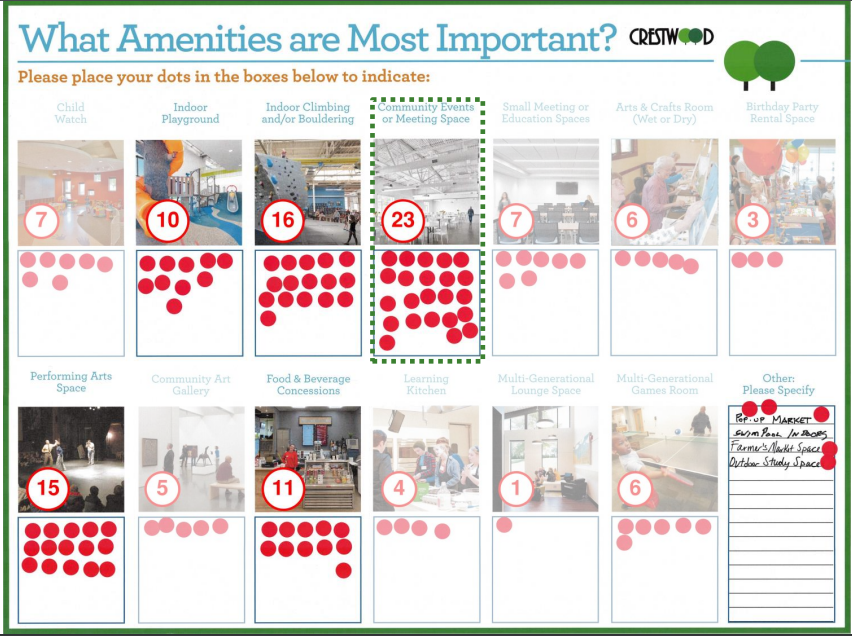 What Amenities are Most Important?
CRESTWOOD
Please place your dots in the boxes below to indicate:
Child
Watch
Indoor
Playground
Indoor Climbing
and/or Bouldering
Community Events
or Meeting Space
Small Meeting or
Education Spaces
Arts & Crafts Room
(Wet or Dry)
Birthday Party
Rental Space
7
10
16
23
7
6
3
Performing Arts
Space
Community Art
Gallery
Food & Beverage
Concessions
Learning
Kitchen
Multi-Generational
Lounge Space
Multi-Generational
Games Room
Other:
Please Specify
POP-UP MARKET
SWIM POOL INDOORS
Farmer's Market Space
Outdoor Study Space
15
5
11
4
1
6